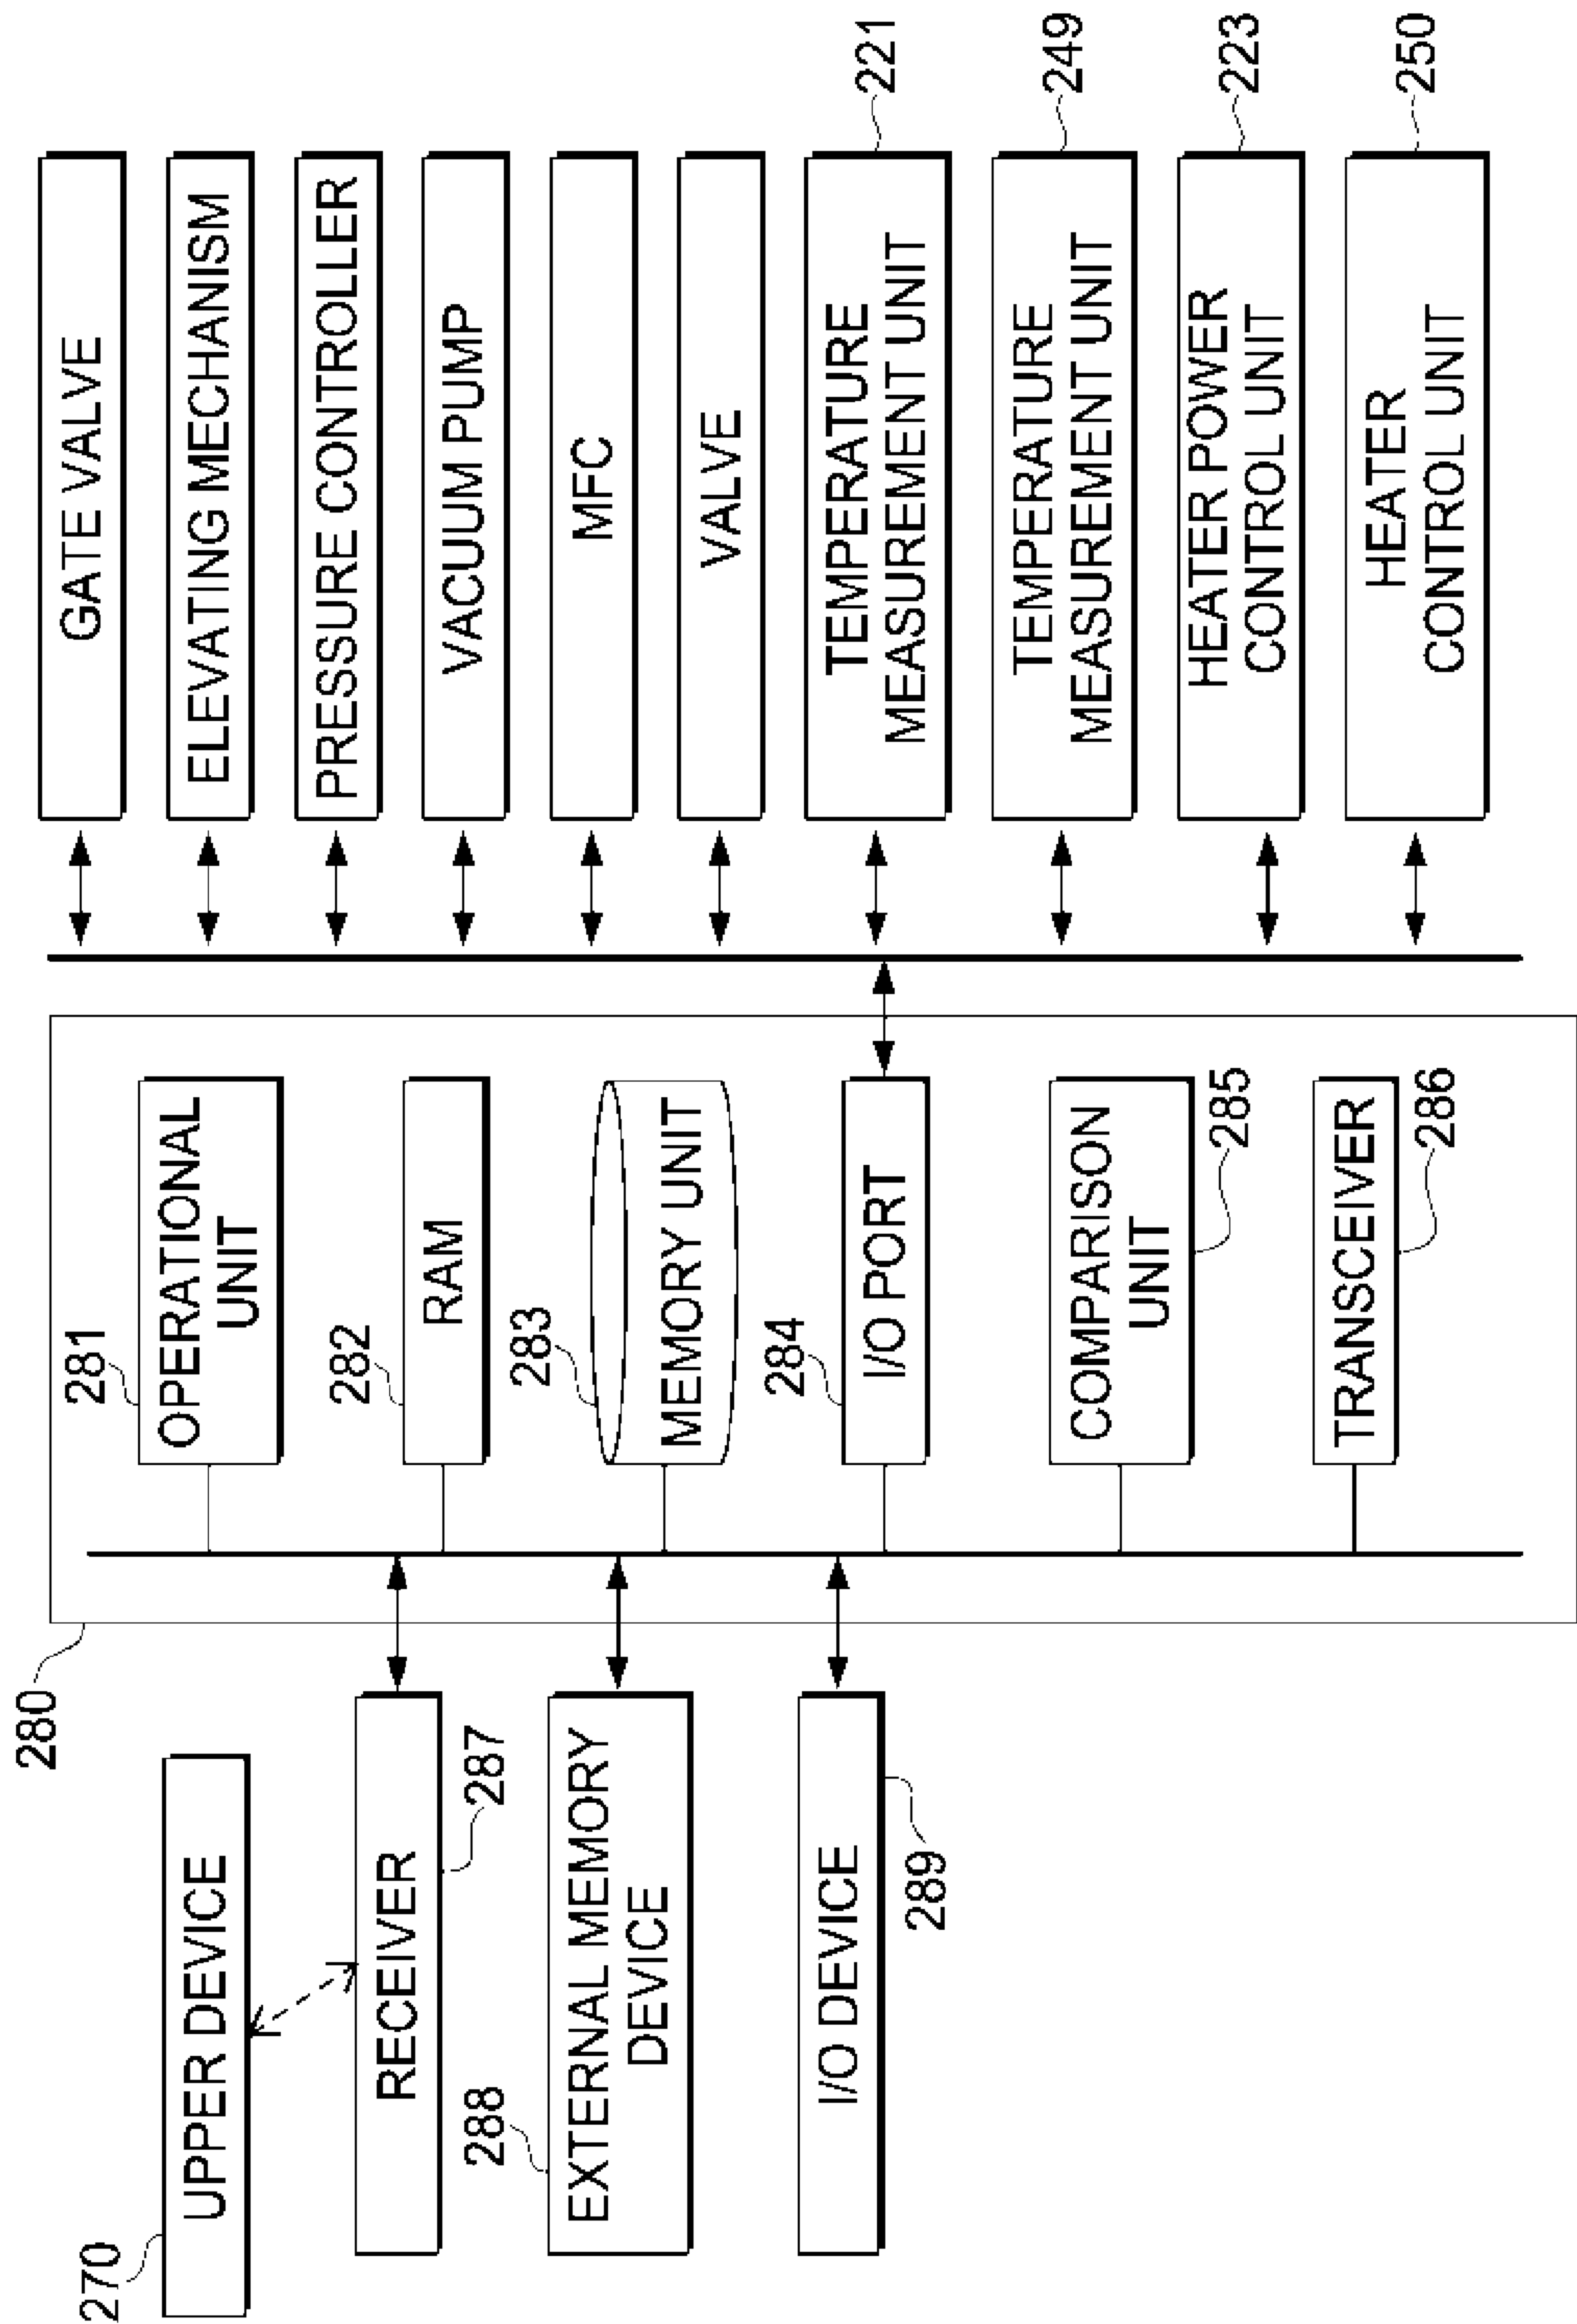 270
UPPER DEVICE
RECEIVER
287
288
EXTERNAL MEMORY
DEVICE
I/O DEVICE
289
280
281
OPERATIONAL
UNIT
282
RAM
283
MEMORY UNIT
284
I/O PORT
COMPARISON
UNIT
285
TRANSCEIVER
286
GATE VALVE
ELEVATING MECHANISM
PRESSURE CONTROLLER
VACUUM PUMP
MFC
VALVE
TEMPERATURE
MEASUREMENT UNIT
221
TEMPERATURE
MEASUREMENT UNIT
249
HEATER POWER
CONTROL UNIT
223
HEATER
CONTROL UNIT
250